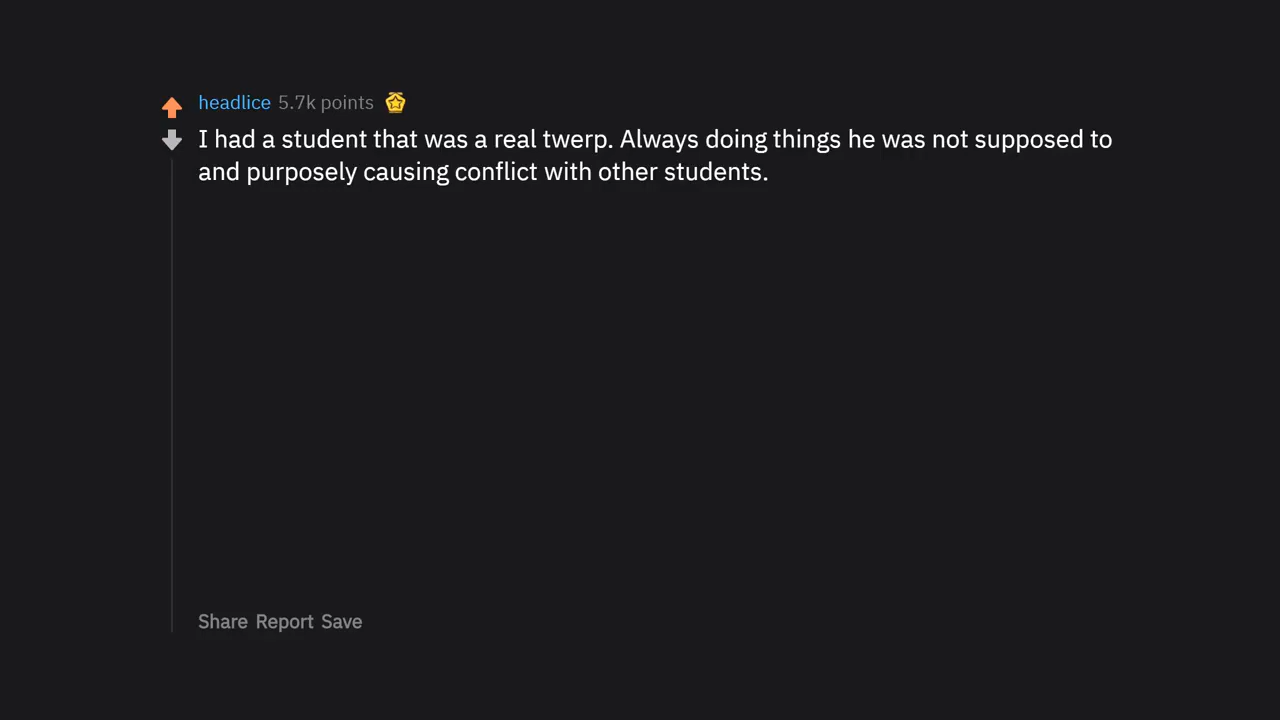 headlice 5.7k points
I had a student that was a real twerp. Always doing things he was not supposed to
and purposely causing conflict with other students.
Share Report Save